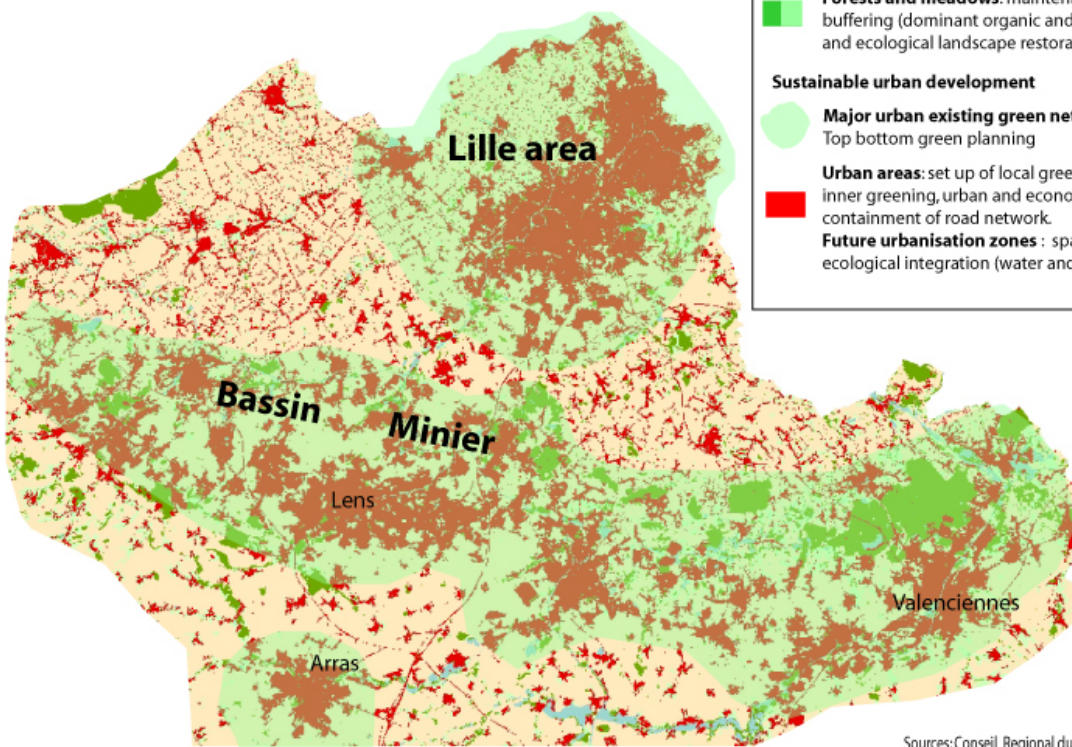 Forests and meadows:
buffering (dominant organic and
and ecological landscape restora
Sustainable urban development
Major urban existing green net
Top bottom green planning
Urban areas: set up of local gree
inner greening, urban and econo
containment of road network.
Future urbanisation zones : spa
ecological integration (water and
Lille area
Bassin Minier
Lens
Valenciennes
Arras
Sources: Conseil Regional du